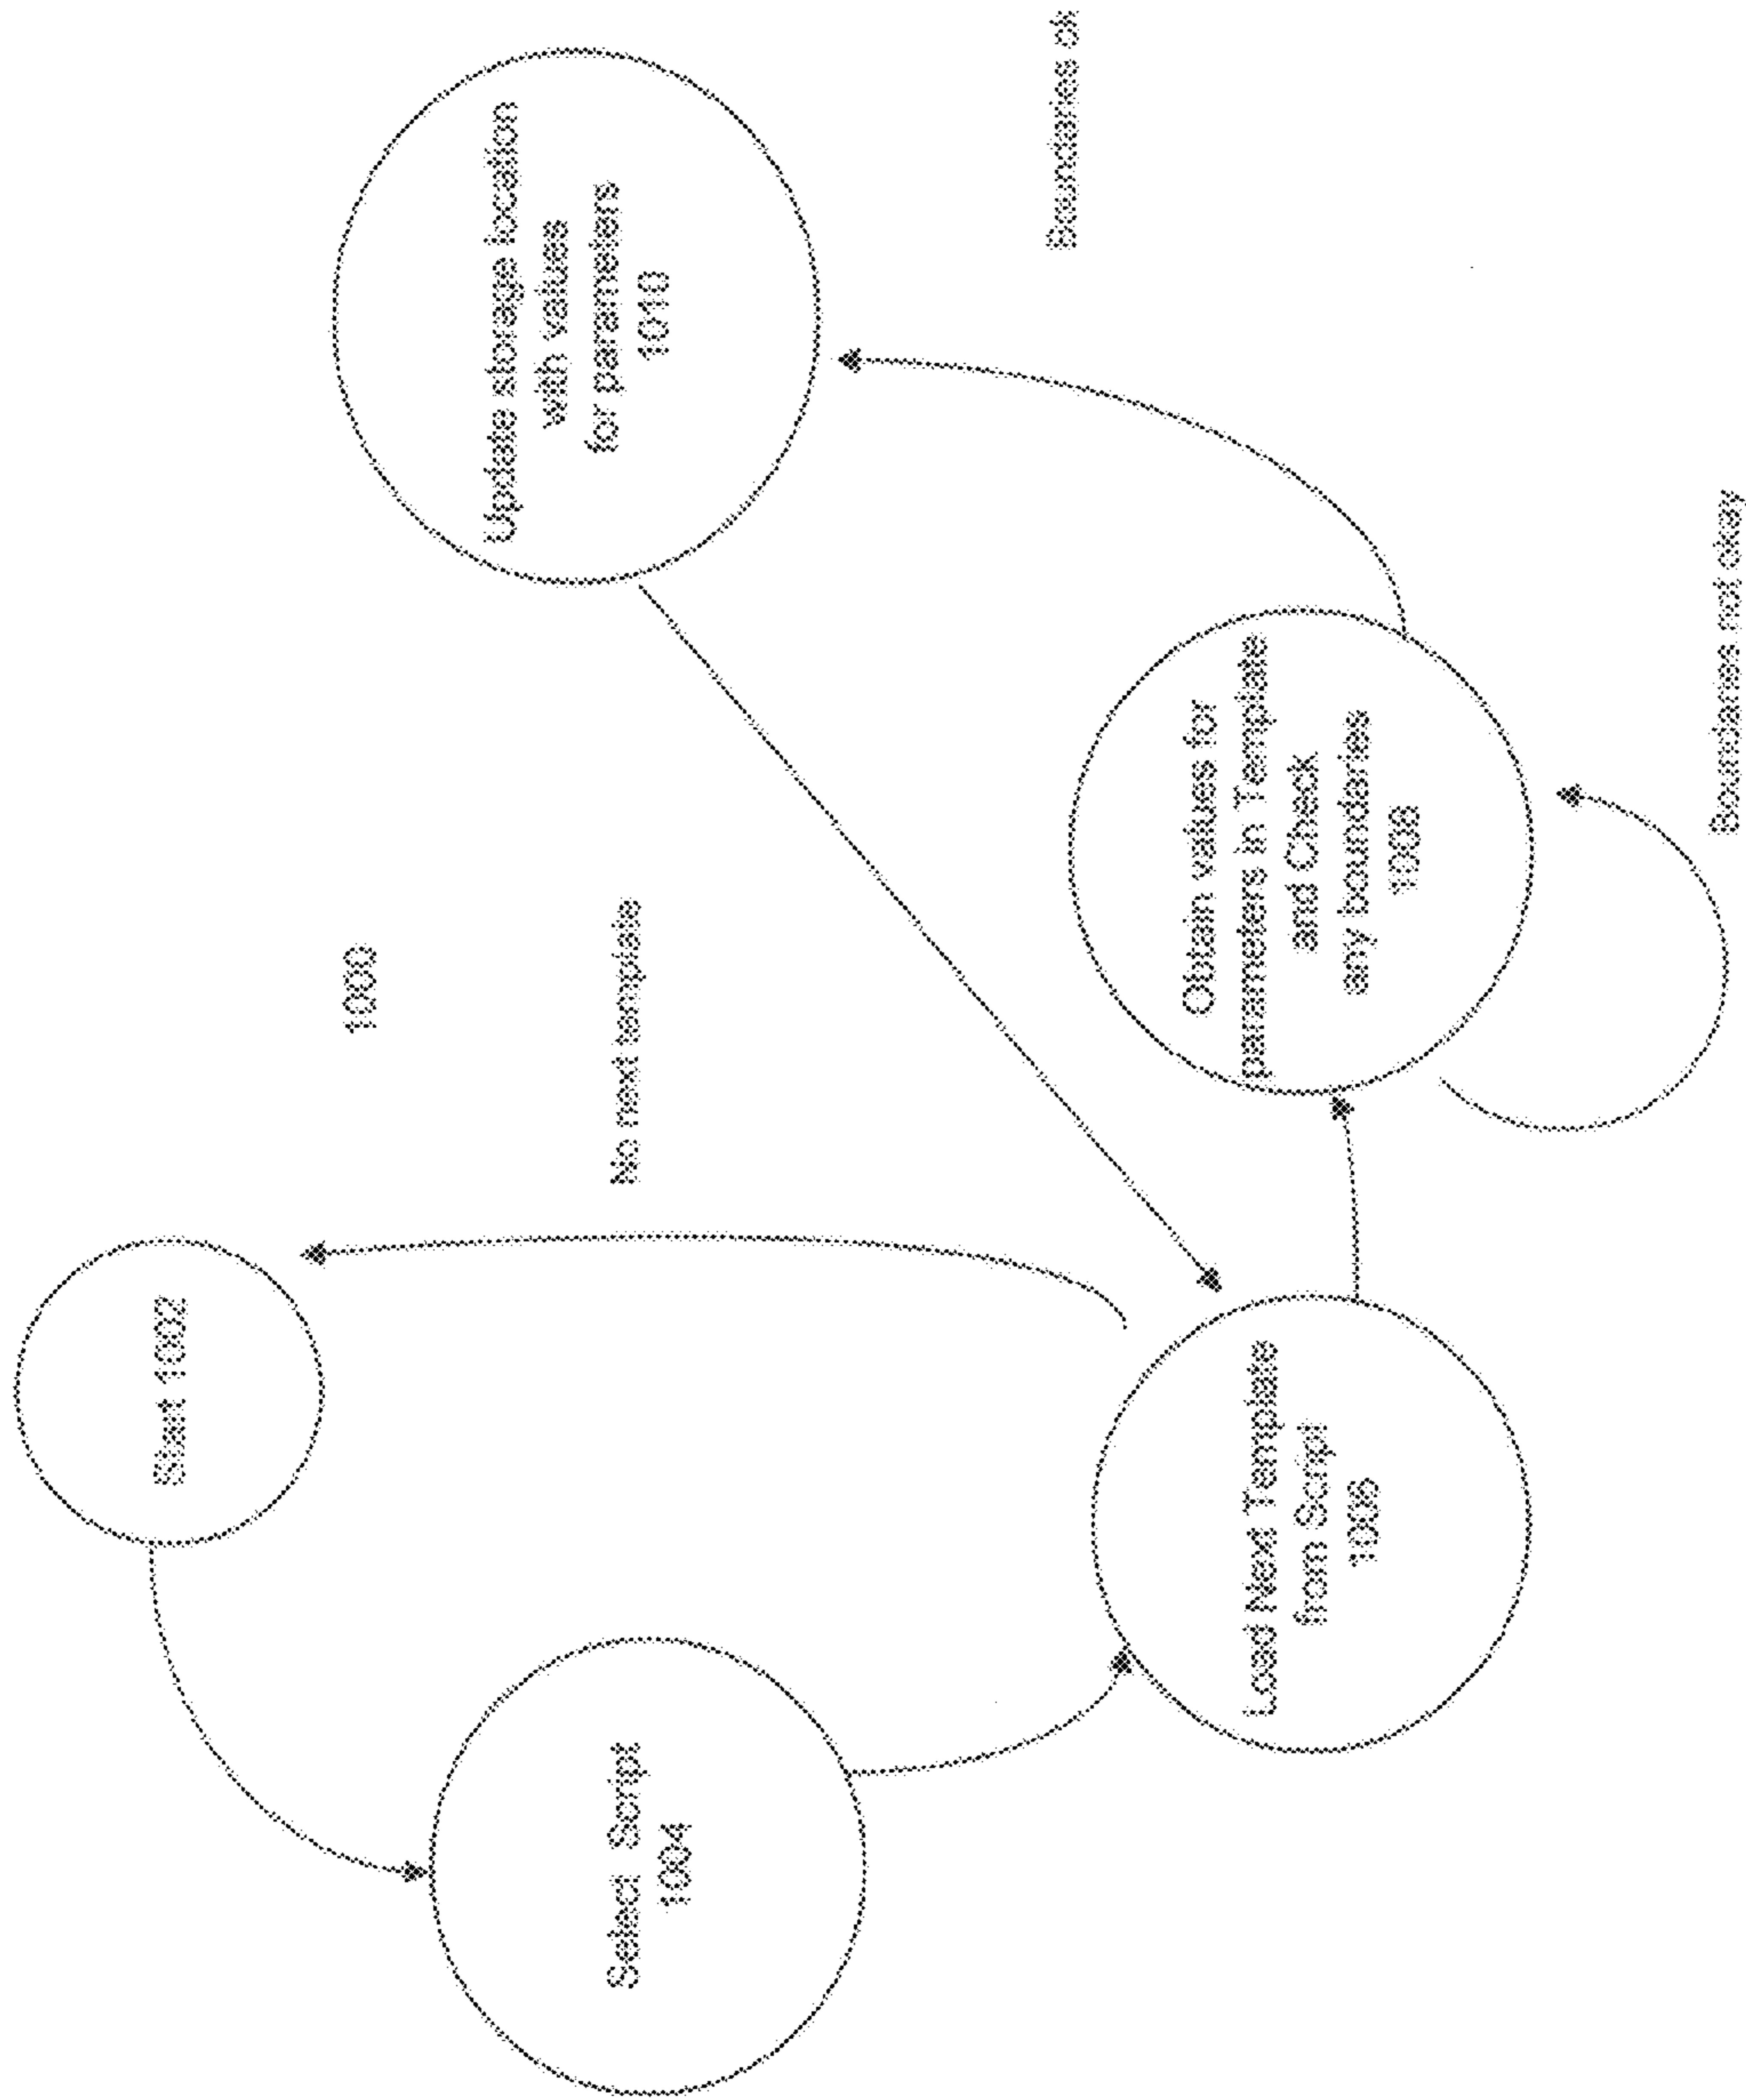 1000
Start 1002
Select Script
1004
No next template
Load Next Template
from Script
1006
Obtain values for
parameters in Template
and Check
any boundaries
1008
Boundaries not okay
Update storage location
with values
for parameters
1010
Boundaries ok